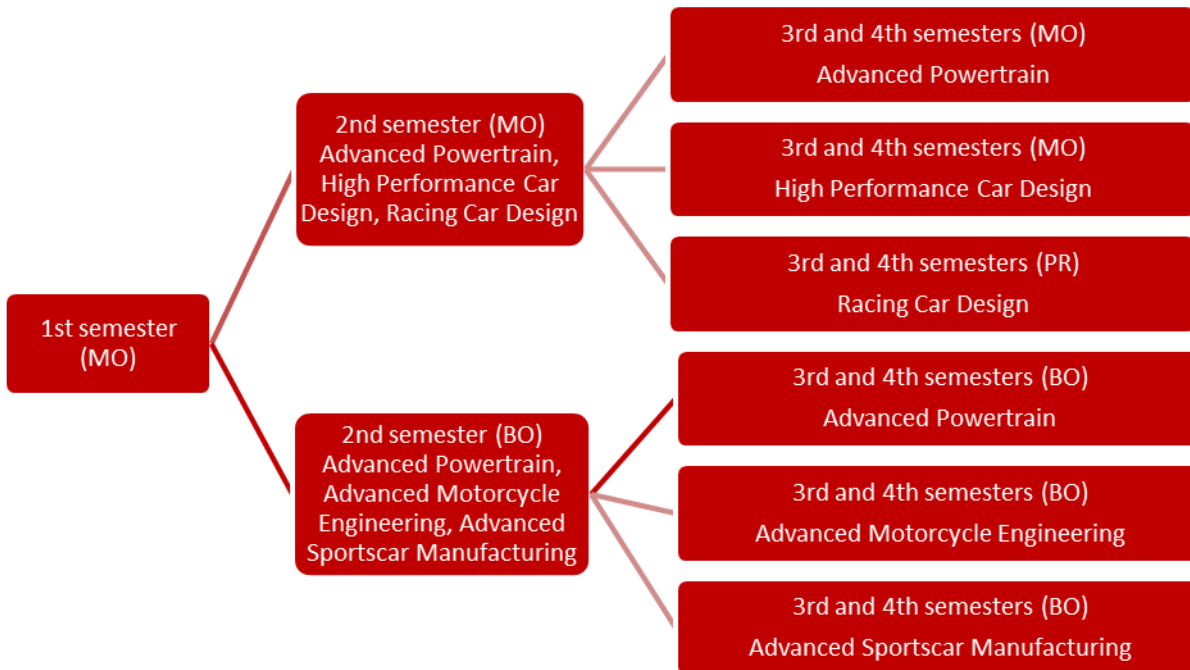 1st semester
(MO)
2nd semester (MO)
Advanced Powertrain,
High Performance Car
Design, Racing Car Design
2nd semester (BO)
Advanced Powertrain,
Advanced Motorcycle
Engineering, Advanced
Sportscar Manufacturing
3rd and 4th semesters (MO)
Advanced Powertrain
3rd and 4th semesters (MO)
High Performance Car Design
3rd and 4th semesters (PR)
Racing Car Design
3rd and 4th semesters (BO)
Advanced Powertrain
3rd and 4th semesters (BO)
Advanced Motorcycle Engineering
3rd and 4th semesters (BO)
Advanced Sportscar Manufacturing